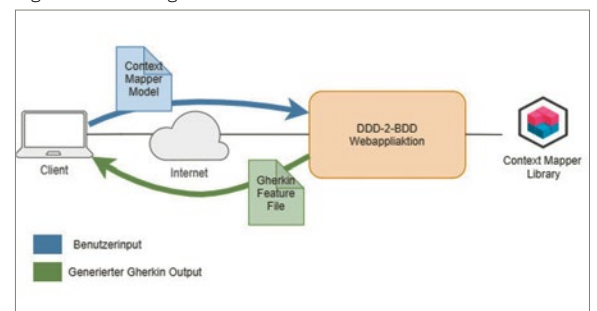 Context
Mapper
Model
DDD-2-BDD
Webappliaktion
Client
Internet
Context Mapper
Library
Gherkin
Feature
File
Benutzerinput
Generierter Gherkin Output